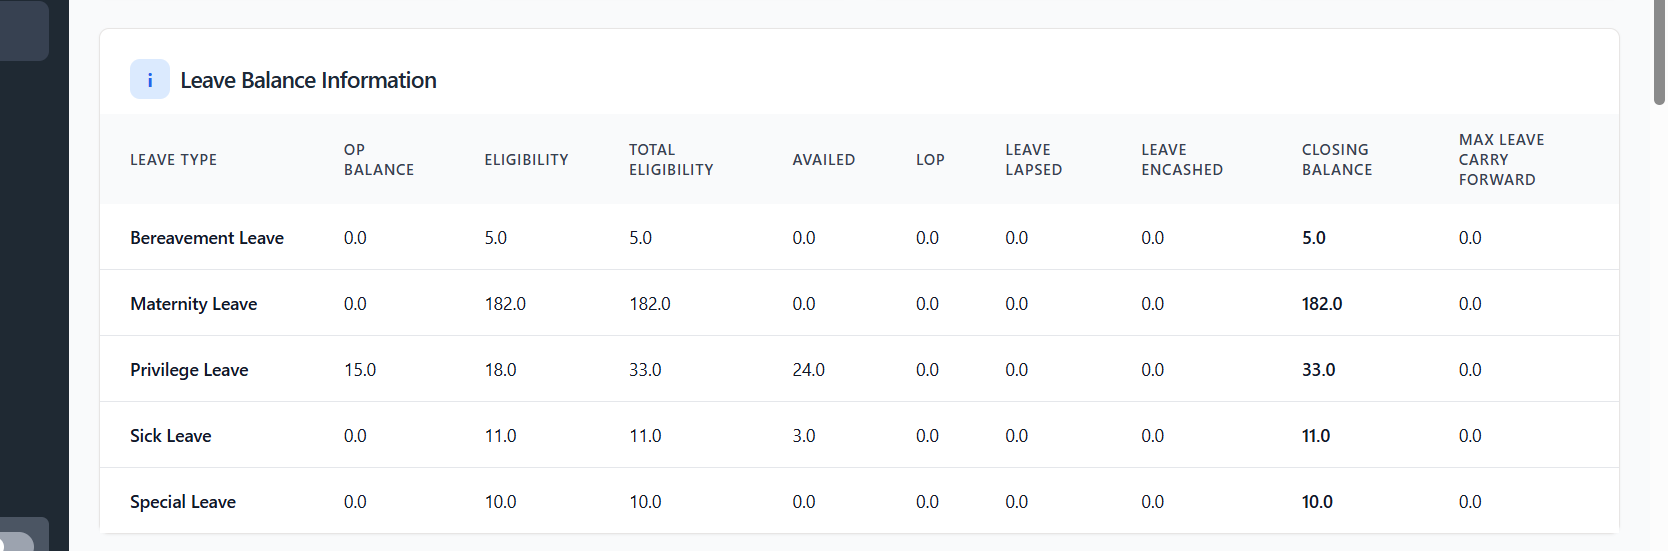 i Leave Balance Information
LEAVE TYPE OP BALANCE ELIGIBILITY TOTAL ELIGIBILITY AVAILED LOP LEAVE LAPSED LEAVE ENCASHED CLOSING BALANCE MAX LEAVE CARRY FORWARD
Bereavement Leave 0.0 5.0 5.0 0.0 0.0 0.0 0.0 5.0 0.0
Maternity Leave 0.0 182.0 182.0 0.0 0.0 0.0 0.0 182.0 0.0
Privilege Leave 15.0 18.0 33.0 24.0 0.0 0.0 0.0 33.0 0.0
Sick Leave 0.0 11.0 11.0 3.0 0.0 0.0 0.0 11.0 0.0
Special Leave 0.0 10.0 10.0 0.0 0.0 0.0 0.0 10.0 0.0